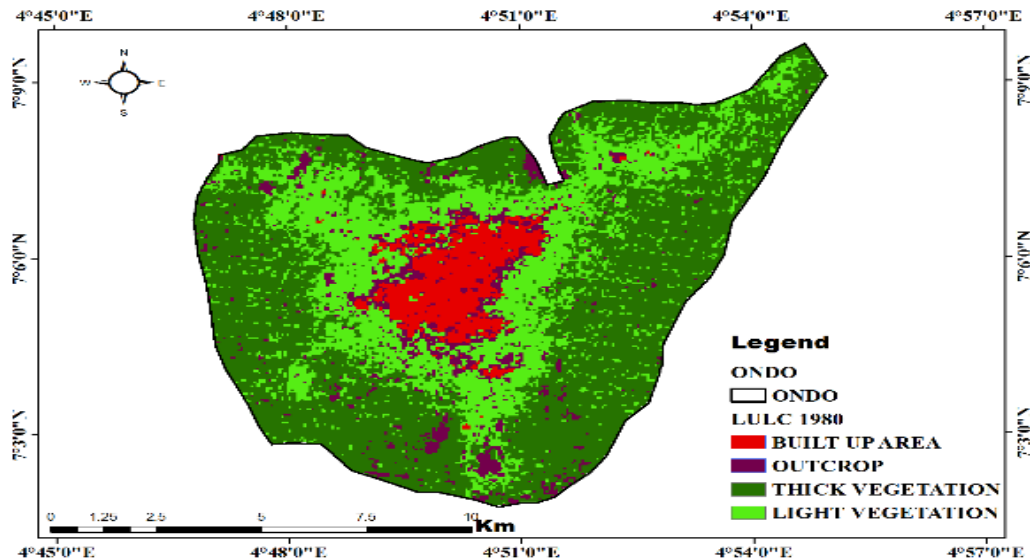 4°45'0"E 4°48'0"E 4°51'0"E 4°54'0"E 4°57'0"E
N
W E
S
7°9'0"N 7°9'0"N
7°6'0"N 7°6'0"N
7°3'0"N 7°3'0"N
Legend
ONDO
ONDO
LULC 1980
BUILT UP AREA
OUTCROP
THICK VEGETATION
LIGHT VEGETATION
0 1.25 2.5 5 7.5 10
Km
4°45'0"E 4°48'0"E 4°51'0"E 4°54'0"E 4°57'0"E